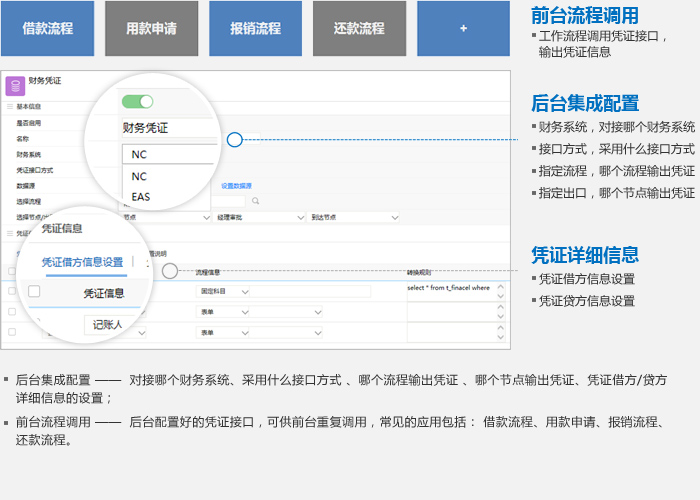 借款流程
用款申请
报销流程
还款流程
+
前台流程调用
工作流程调用凭证接口，
输出凭证信息
财务凭证
基本信息
是否启用
名称
财务系统
凭证接口方式
数据源
选择流程
财务凭证
NC
NC
EAS
设置数据源
节点
经理审批
到达节点
后台集成配置
财务系统，对接哪个财务系统
接口方式，采用什么接口方式
指定流程，哪个流程输出凭证
指定出口，哪个节点输出凭证
凭证信息
凭证借方信息设置
凭证信息
记账人
流程信息
转换规则
固定科目
select * from t_finacel where
表单
表单
凭证详细信息
凭证借方信息设置
凭证贷方信息设置
后台集成配置 —— 对接哪个财务系统、采用什么接口方式 、哪个流程输出凭证 、哪个节点输出凭证、凭证借方/贷方
详细信息的设置；
前台流程调用 —— 后台配置好的凭证接口，可供前台重复调用，常见的应用包括： 借款流程、用款申请、报销流程、
还款流程。